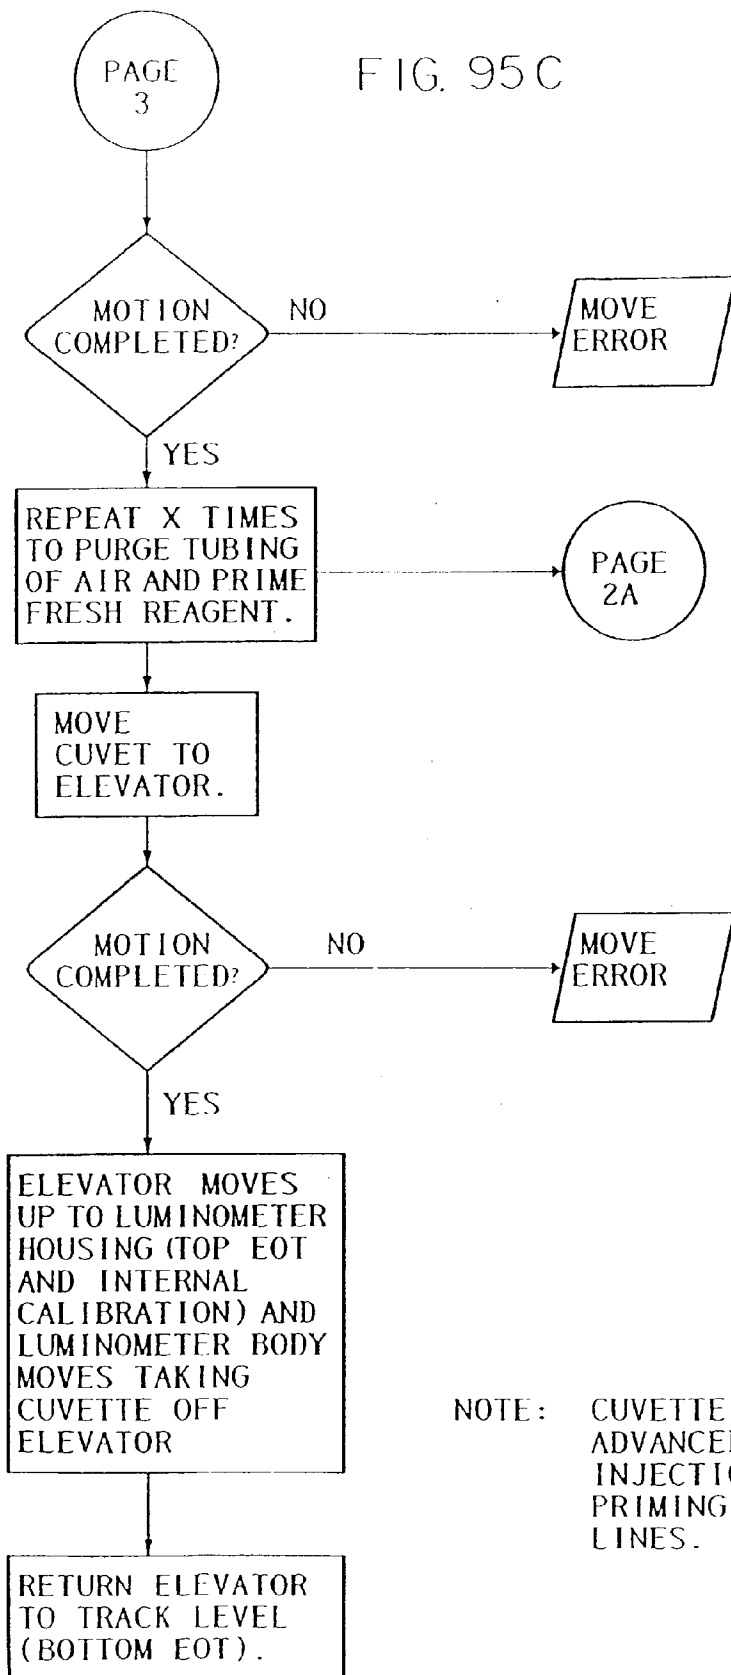 PAGE
3
FIG. 95C
MOTION
COMPLETED?
NO
MOVE
ERROR
YES
REPEAT X TIMES
TO PURGE TUBING
OF AIR AND PRIME
FRESH REAGENT.
PAGE
2A
MOVE
CUVET TO
ELEVATOR.
MOTION
COMPLETED?
NO
MOVE
ERROR
YES
ELEVATOR MOVES
UP TO LUMINOMETER
HOUSING (TOP EOT
AND INTERNAL
CALIBRATION) AND
LUMINOMETER BODY
MOVES TAKING
CUVETTE OFF
ELEVATOR
NOTE: CUVETTE
PRIMING
LINES.
RETURN ELEVATOR
TO TRACK LEVEL
(BOTTOM EOT).